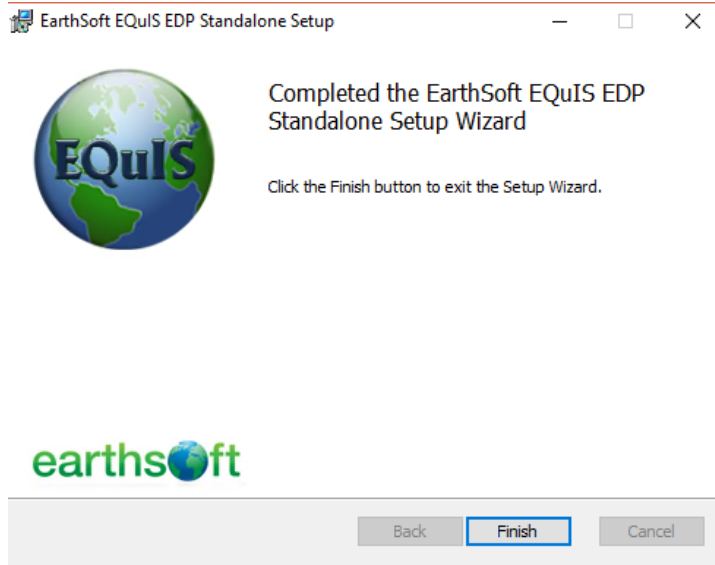 EarthSoft EQuIS EDP Standalone Setup
Completed the EarthSoft EQuIS EDP
Standalone Setup Wizard
EQuIS
Click the Finish button to exit the Setup Wizard.
earthsoft
Back Finish Cancel